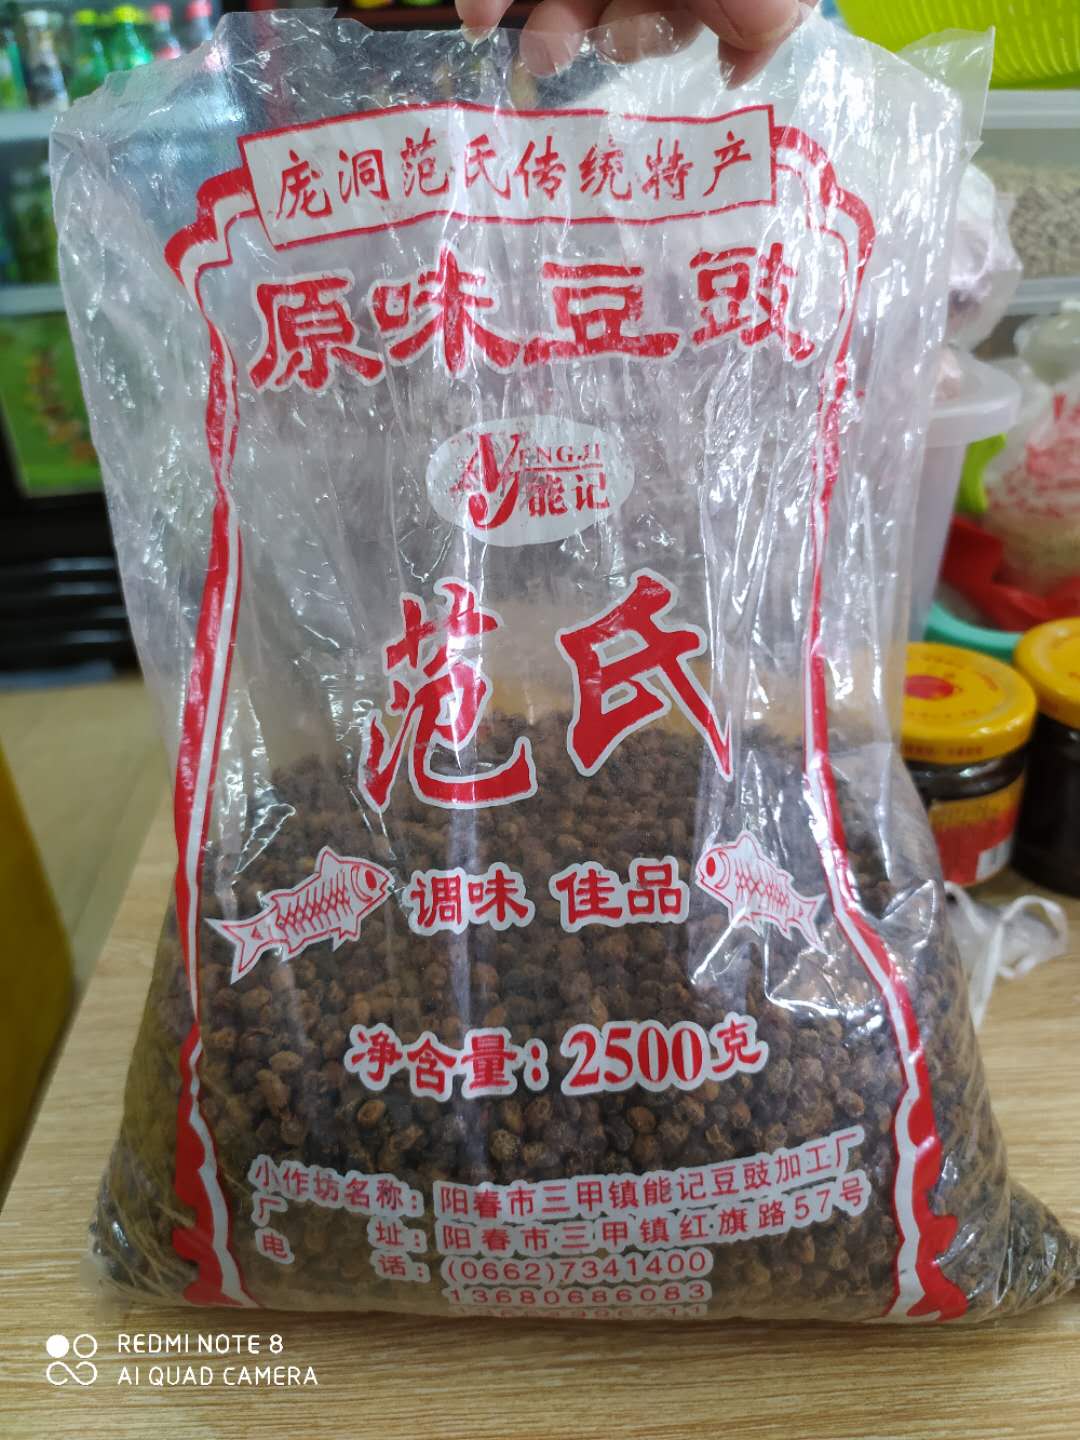 庞洞范氏传统特产
原味豆豉
NENGJI
能记
范氏
调味 佳品
净含量：2500克
小作坊名称：阳春市三甲镇能记豆豉加工厂
厂 址：阳春市三甲镇红旗路57号
电 话：(0662)7341400
13680686083
REDMI NOTE 8
AI QUAD CAMERA